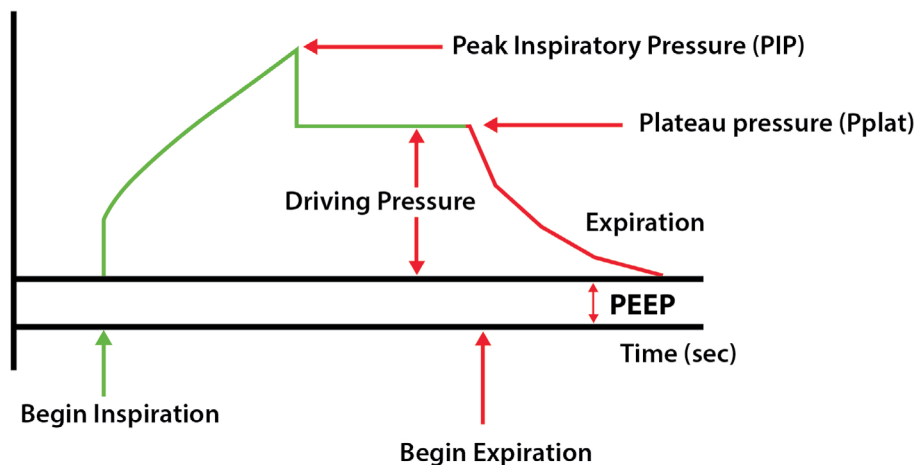 Peak Inspiratory Pressure (PIP)
Plateau pressure (Pplat)
Driving Pressure
Expiration
PEEP
Time (sec)
Begin Inspiration
Begin Expiration